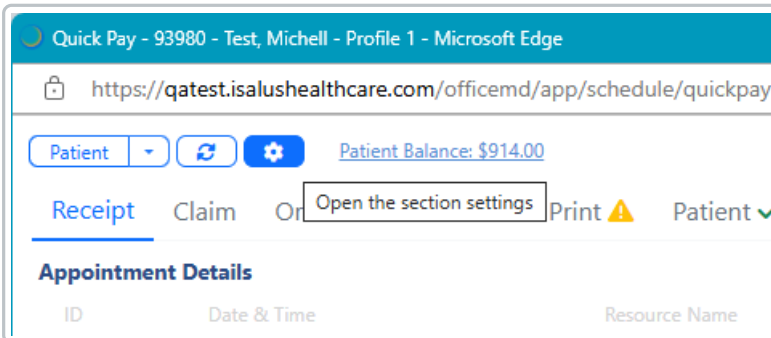 Quick Pay - 93980 - Test, Michell - Profile 1 - Microsoft Edge
https://qatest.isalushealthcare.com/officemd/app/schedule/quickpay
Patient Patient Balance: $914.00
Open the section settings
Receipt Claim Or Print Patient
Appointment Details
ID Date & Time Resource Name